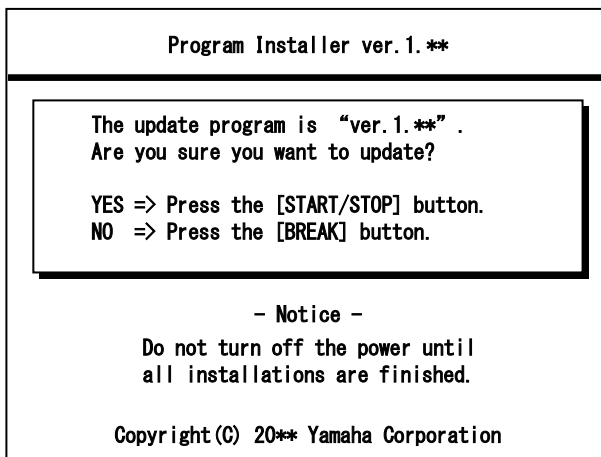 Program Installer ver.1.**
The update program is “ver.1.**”.
Are you sure you want to update?
YES => Press the [START/STOP] button.
NO => Press the [BREAK] button.
- Notice -
Do not turn off the power until
all installations are finished.
Copyright(C) 20** Yamaha Corporation